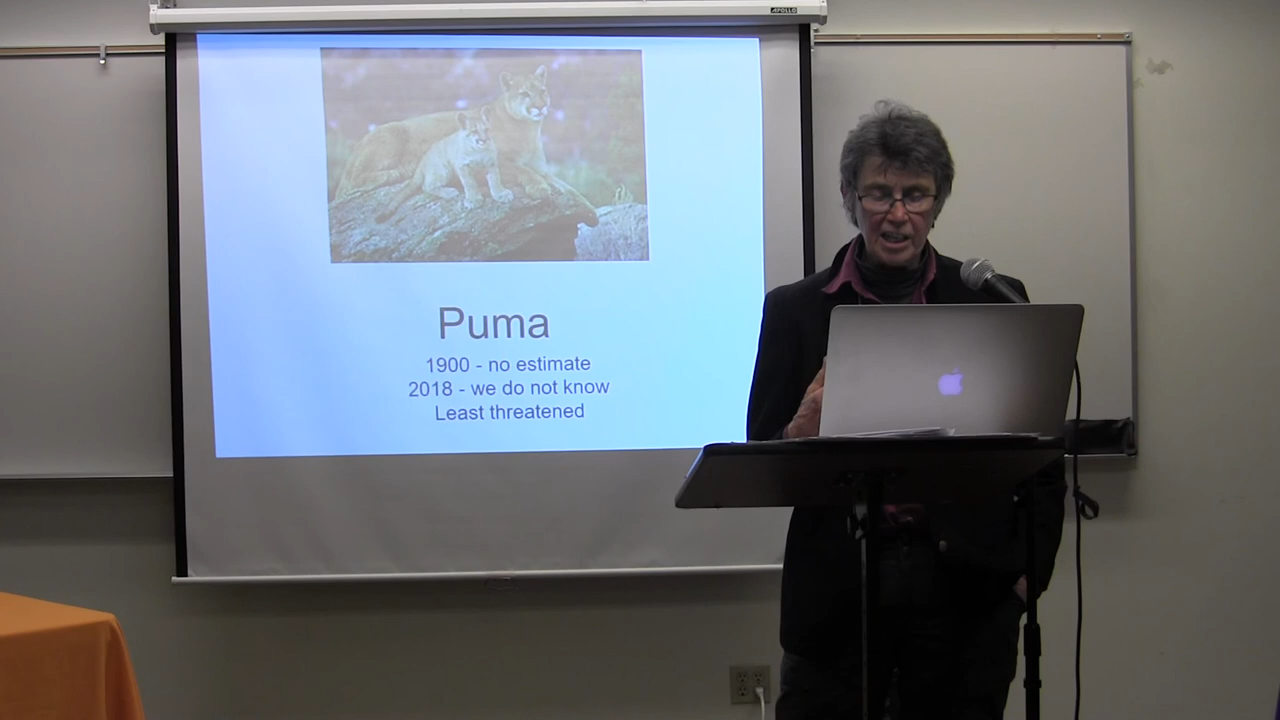 APOLLO
Puma
1900 - no estimate
2018 - we do not know
Least threatened